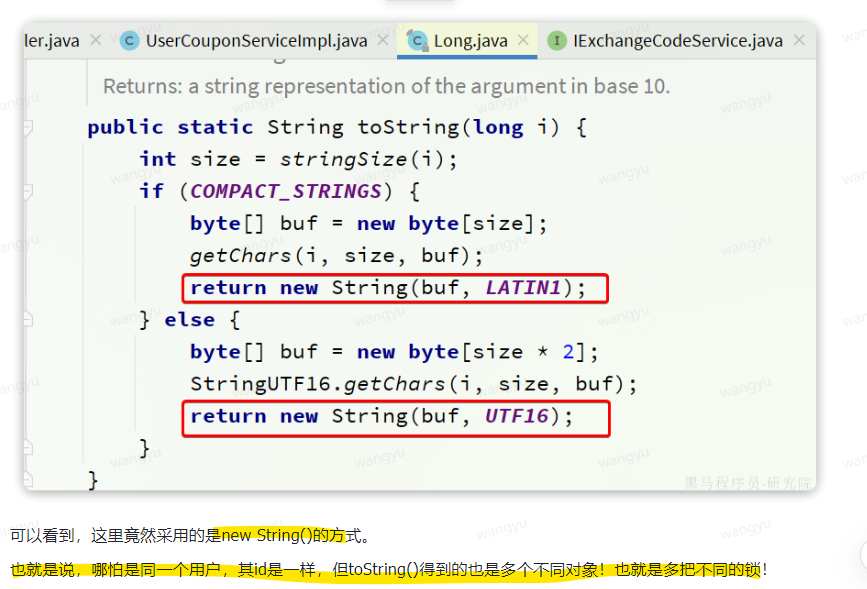 ler.java × UserCouponServiceImpl.java × Long.java × IExchangeCodeService.java ×
Returns: a string representation of the argument in base 10.
public static String toString(long i) {
int size = stringSize(i);
if (COMPACT_STRINGS) {
byte[] buf = new byte[size];
getChars(i, size, buf);
return new String(buf, LATIN1);
} else {
byte[] buf = new byte[size * 2];
StringUTF16.getChars(i, size, buf);
return new String(buf, UTF16);
}
}
黑马程序员-研究院
可以看到，这里竟然采用的是new String()的方式。
也就是说，哪怕是同一个用户，其id是一样，但toString()得到的也是多个不同对象！也就是多把不同的锁！
wangyu